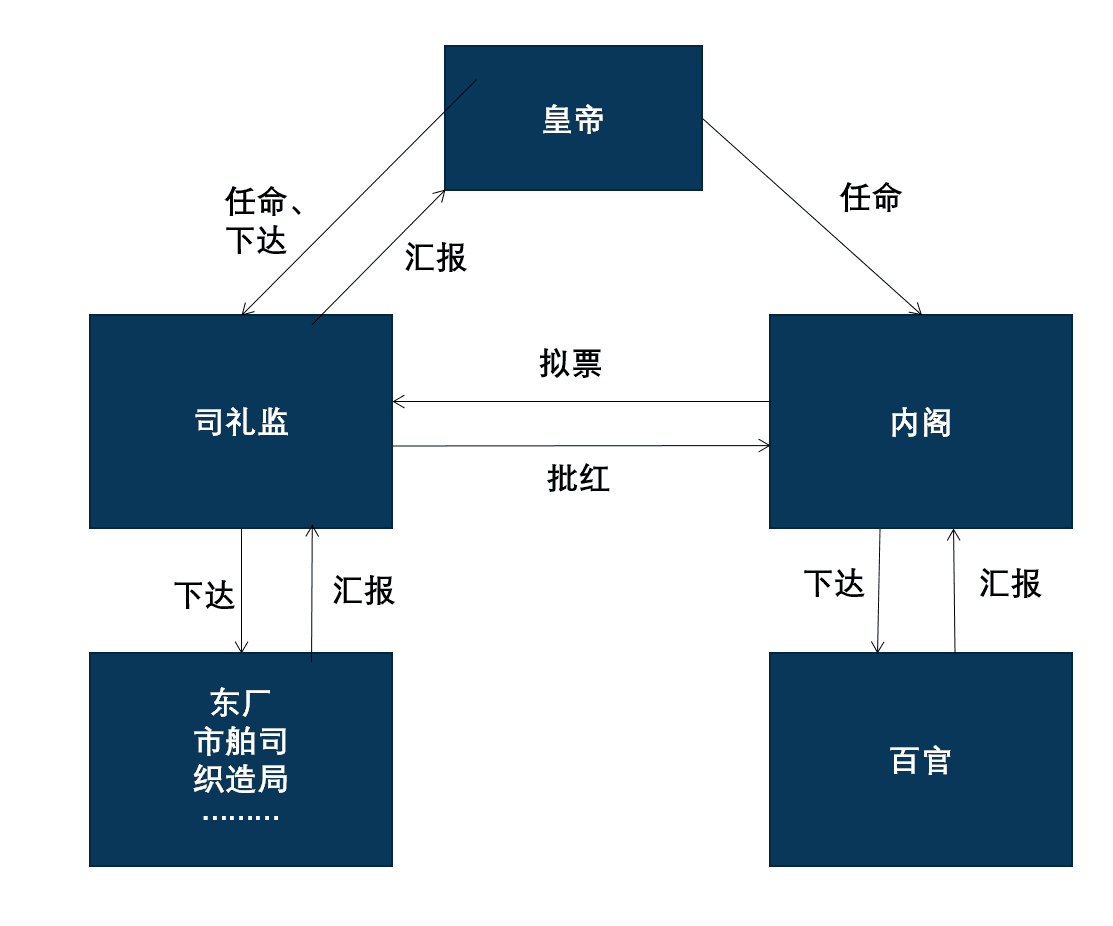 皇帝
任命、
下达
任命
汇报
拟票
司礼监
内阁
批红
下达
汇报
下达
汇报
东厂
市舶司
织造局
………
百官